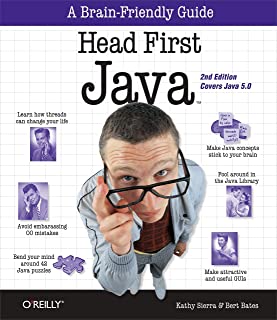 A Brain-Friendly Guide
Head First
Java
TM
2nd Edition
Covers Java 5.0
Learn how threads
can change your life
Make Java concepts
stick to your brain
Fool around in
the Java Library
Avoid embarassing
OO mistakes
Bend your mind
around 42
Java puzzles
Make attractive
and useful GUIs
O'REILLY®
Kathy Sierra & Bert Bates